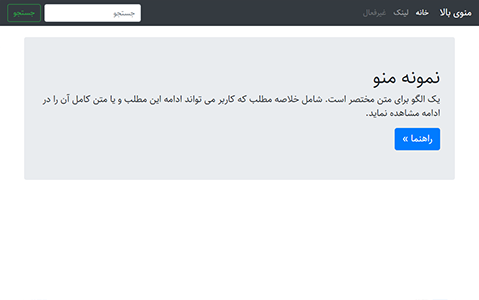 منوی بالا خانه لینک غیرفعال جستجو جستجو
نمونه منو
یک الگو برای متن مختصر است. شامل خلاصه مطلب که کاربر می تواند ادامه این مطلب و یا متن کامل آن را در
ادامه مشاهده نماید.
راهنما »